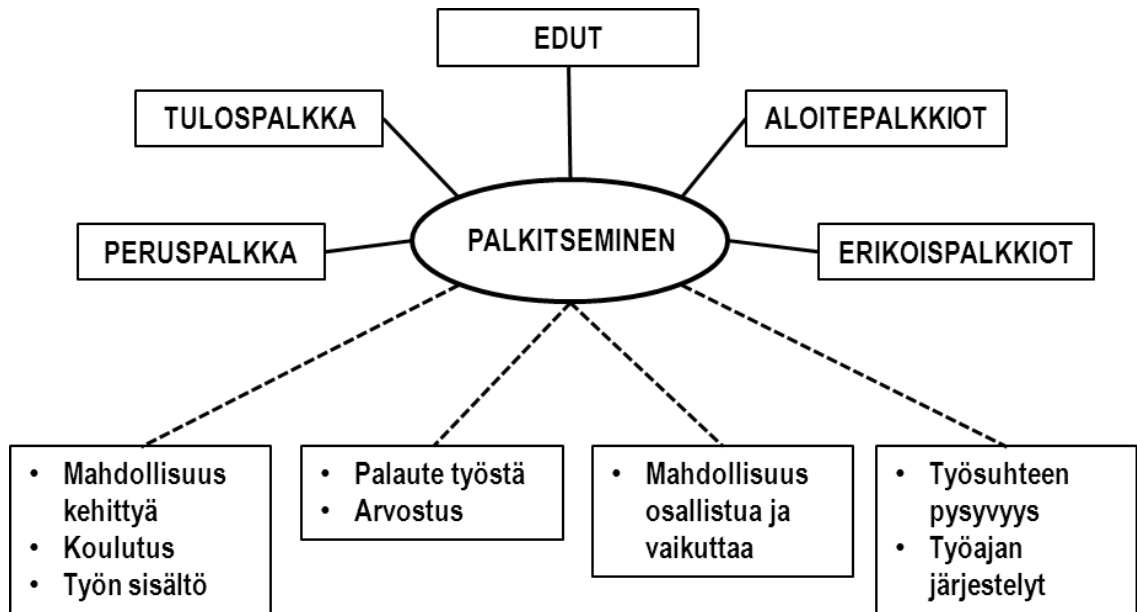 EDUT
TULOSPALKKA
ALOITEPALKKIOT
PERUSPALKKA
PALKITSEMINEN
ERIKOISPALKKIOT
• Mahdollisuus
kehittyä
• Koulutus
• Työn sisältö
• Palaute työstä
• Arvostus
• Mahdollisuus
osallistua ja
vaikuttaa
• Työsuhteen
pysyvyys
• Työajan
järjestelyt